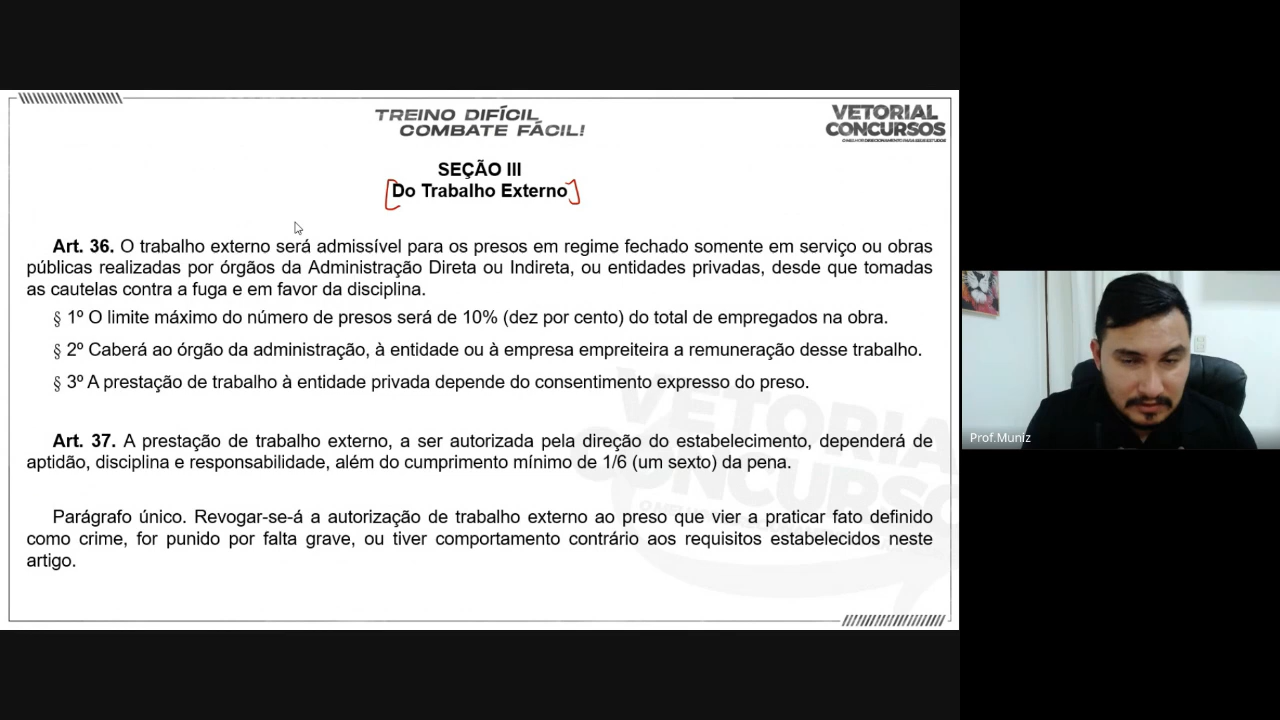 TREINO DIFÍCIL
COMBATE FÁCIL!
VETORIAL
CONCURSOS
SEÇÃO III
Do Trabalho Externo
Art. 36. O trabalho externo será admissível para os presos em regime fechado somente em serviço ou obras
públicas realizadas por órgãos da Administração Direta ou Indireta, ou entidades privadas, desde que tomadas
as cautelas contra a fuga e em favor da disciplina.
§ 1º O limite máximo do número de presos será de 10% (dez por cento) do total de empregados na obra.
§ 2º Caberá ao órgão da administração, à entidade ou à empresa empreiteira a remuneração desse trabalho.
§ 3º A prestação de trabalho à entidade privada depende do consentimento expresso do preso.
Art. 37. A prestação de trabalho externo, a ser autorizada pela direção do estabelecimento, dependerá de
aptidão, disciplina e responsabilidade, além do cumprimento mínimo de 1/6 (um sexto) da pena.
Parágrafo único. Revogar-se-á a autorização de trabalho externo ao preso que vier a praticar fato definido
como crime, for punido por falta grave, ou tiver comportamento contrário aos requisitos estabelecidos neste
artigo.
VETORIA
CONCURSO
Prof.Muniz